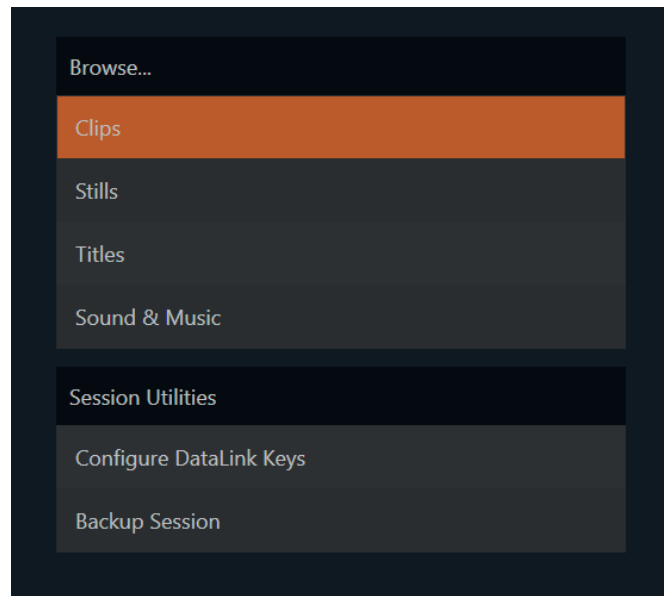 Browse...
Clips
Stills
Titles
Sound & Music
Session Utilities
Configure DataLink Keys
Backup Session